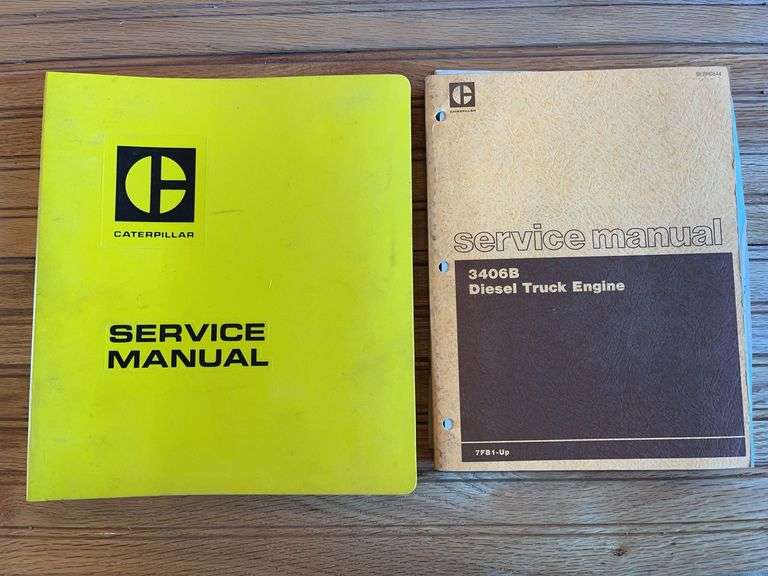 CATERPILLAR
SERVICE
MANUAL
CATERPILLAR
service manual
3406B
Diesel Truck Engine
7FB1-Up